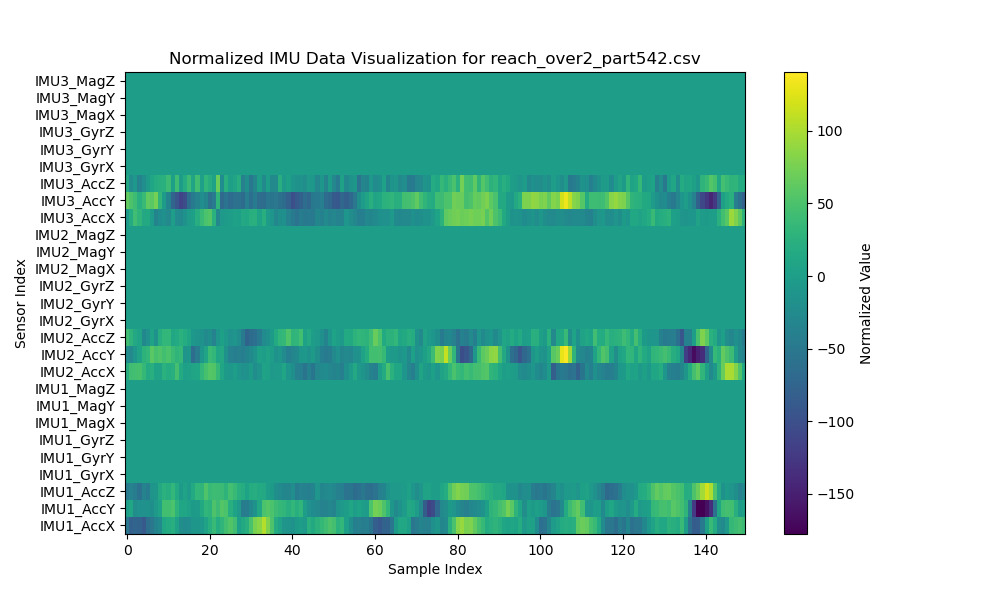 Normalized IMU Data Visualization for reach_over2_part542.csv
IMU3_MagZ
IMU3_MagY
IMU3_MagX
IMU3_GyrZ
IMU3_GyrY
IMU3_GyrX
IMU3_AccZ
IMU3_AccY
IMU3_AccX
IMU2_MagZ
IMU2_MagY
IMU2_MagX
IMU2_GyrZ
IMU2_GyrY
IMU2_GyrX
IMU2_AccZ
IMU2_AccY
IMU2_AccX
IMU1_MagZ
IMU1_MagY
IMU1_MagX
IMU1_GyrZ
IMU1_GyrY
IMU1_GyrX
IMU1_AccZ
IMU1_AccY
IMU1_AccX
Sensor Index
0 20 40 60 80 100 120 140
Sample Index
100
50
0
−50
−100
−150
Normalized Value